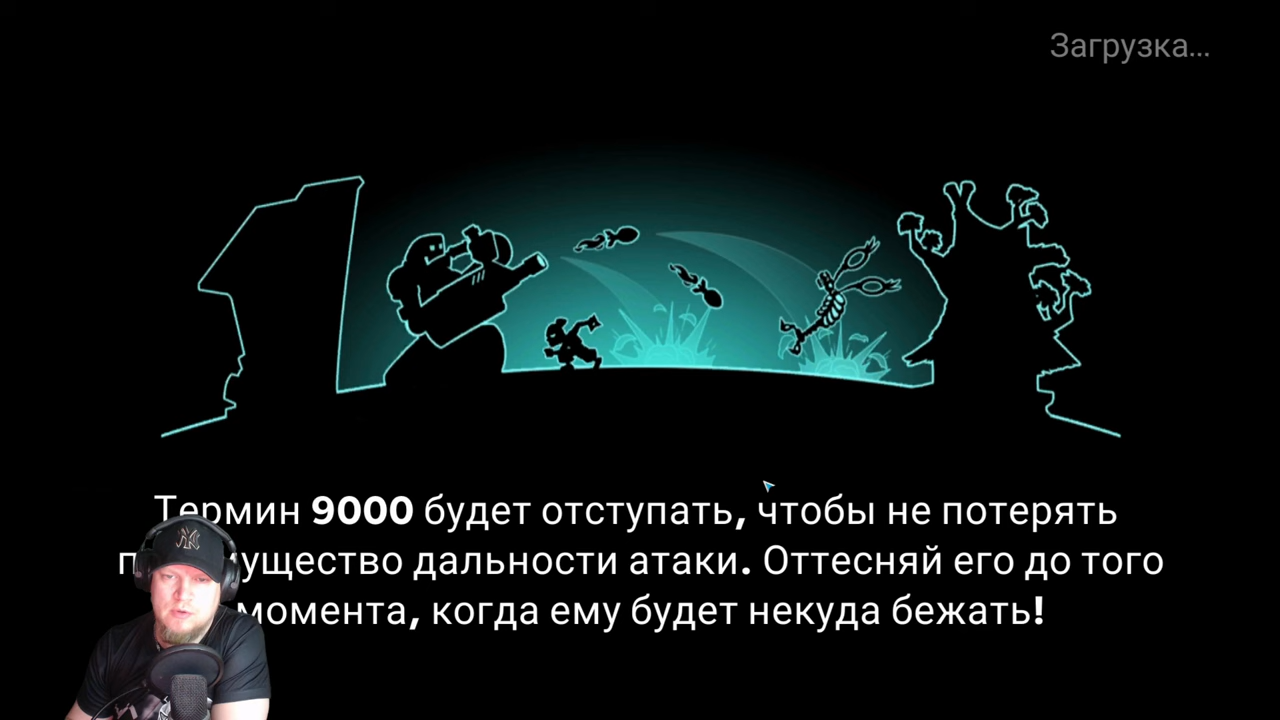 Загрузка...
Термин 9000 будет отступать, чтобы не потерять
дальности атаки. Оттесняй его до того
момента, когда ему будет некуда бежать!